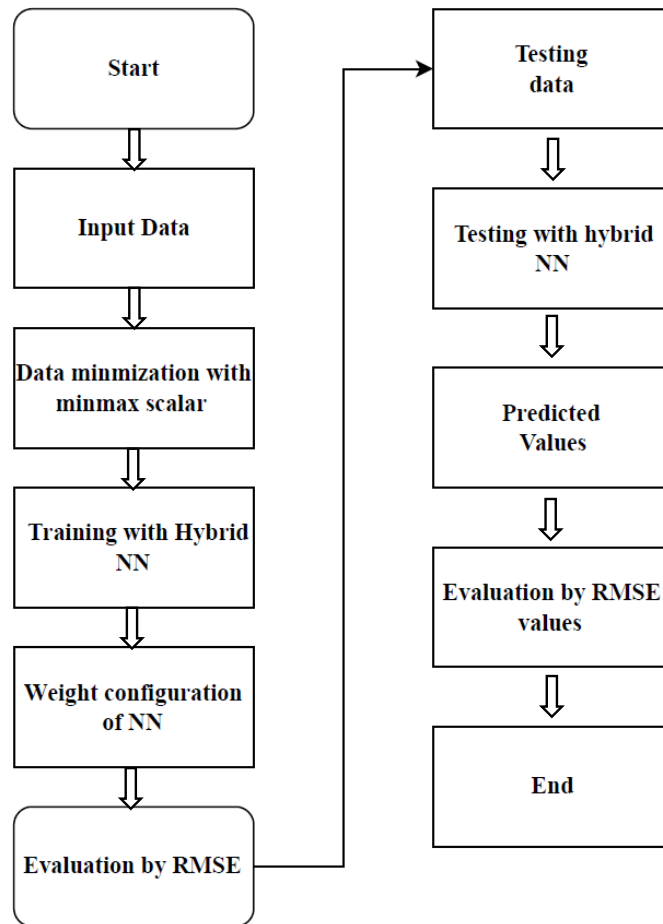 Start
Input Data
Data minmization with
minmax scalar
Training with Hybrid
NN
Weight configuration
of NN
Evaluation by RMSE
Testing
data
Testing with hybrid
NN
Predicted
Values
Evaluation by RMSE
values
End